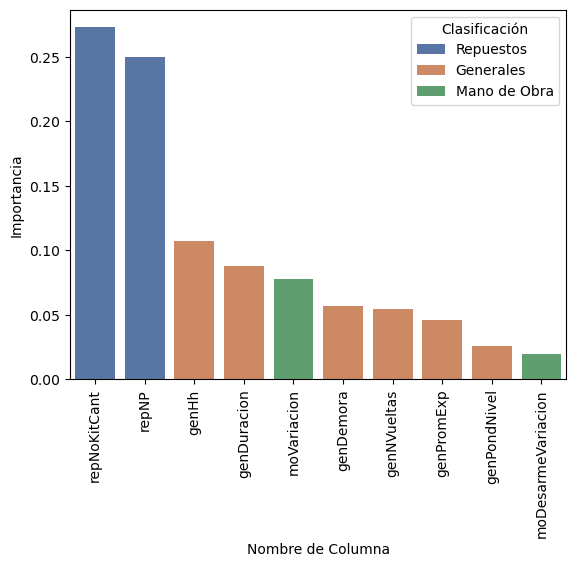 Clasificación
Repuestos
Generales
Mano de Obra
Importancia
0.25
0.20
0.15
0.10
0.05
0.00
repNoKitCant
repNP
genHh
genDuracion
moVariacion
genDemora
genNVueltas
genPromExp
genPondNivel
moDesarmeVariacion
Nombre de Columna